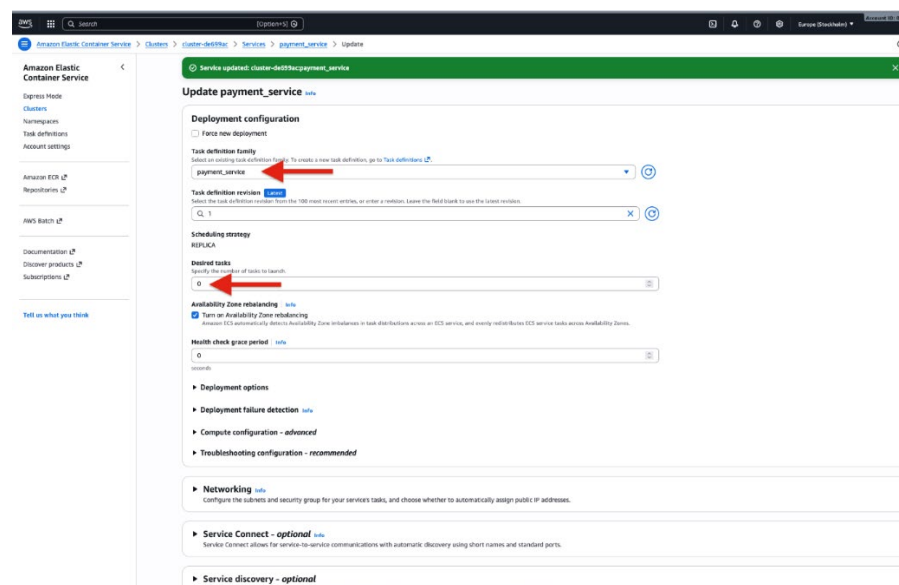 aws
Search
[Option+S]
Europe (Stockholm)
Amazon Elastic Container Service > Clusters > cluster-de699ac > Services > payment_service > Update
Amazon Elastic
Container Service
Express Mode
Clusters
Namespaces
Task definitions
Account settings
Amazon ECR
Repositories
AWS Batch
Documentation
Discover products
Subscriptions
Tell us what you think
Service updated: cluster-de699ac:payment_service
Update payment_service Info
Deployment configuration
Force new deployment
Task definition family
Select an existing task definition family. To create a new task definition, go to Task definitions.
payment_service
Task definition revision Latest
Select the task definition revision from the 100 most recent entries, or enter a revision. Leave the field blank to use the latest revision.
1
Scheduling strategy
REPLICA
Desired tasks
Specify the number of tasks to launch.
0
Availability Zone rebalancing Info
Turn on Availability Zone rebalancing
Amazon ECS automatically detects Availability Zone imbalances in task distributions across an ECS service, and evenly redistributes ECS service tasks across Availability Zones.
Health check grace period Info
0
seconds
Deployment options
Deployment failure detection Info
Compute configuration - advanced
Troubleshooting configuration - recommended
Networking Info
Configure the subnets and security group for your service's tasks, and choose whether to automatically assign public IP addresses.
Service Connect - optional Info
Service Connect allows for service-to-service communications with automatic discovery using short names and standard ports.
Service discovery - optional